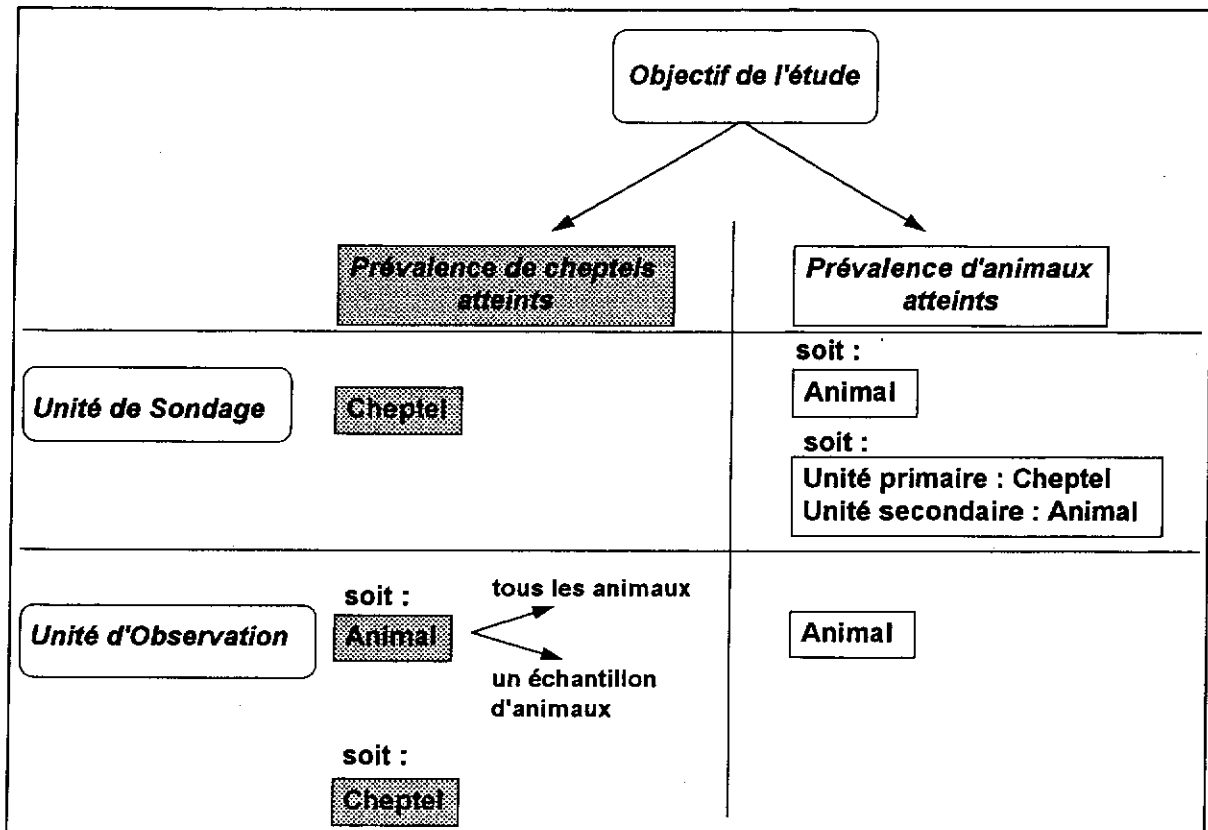 Objectif de l'étude
Prévalence de cheptels
atteints
Prévalence d'animaux
atteints
Unité de Sondage
Cheptel
soit :
Animal
soit :
Unité primaire : Cheptel
Unité secondaire : Animal
Unité d'Observation
soit :
Animal
tous les animaux
un échantillon
d'animaux
soit :
Cheptel
Animal